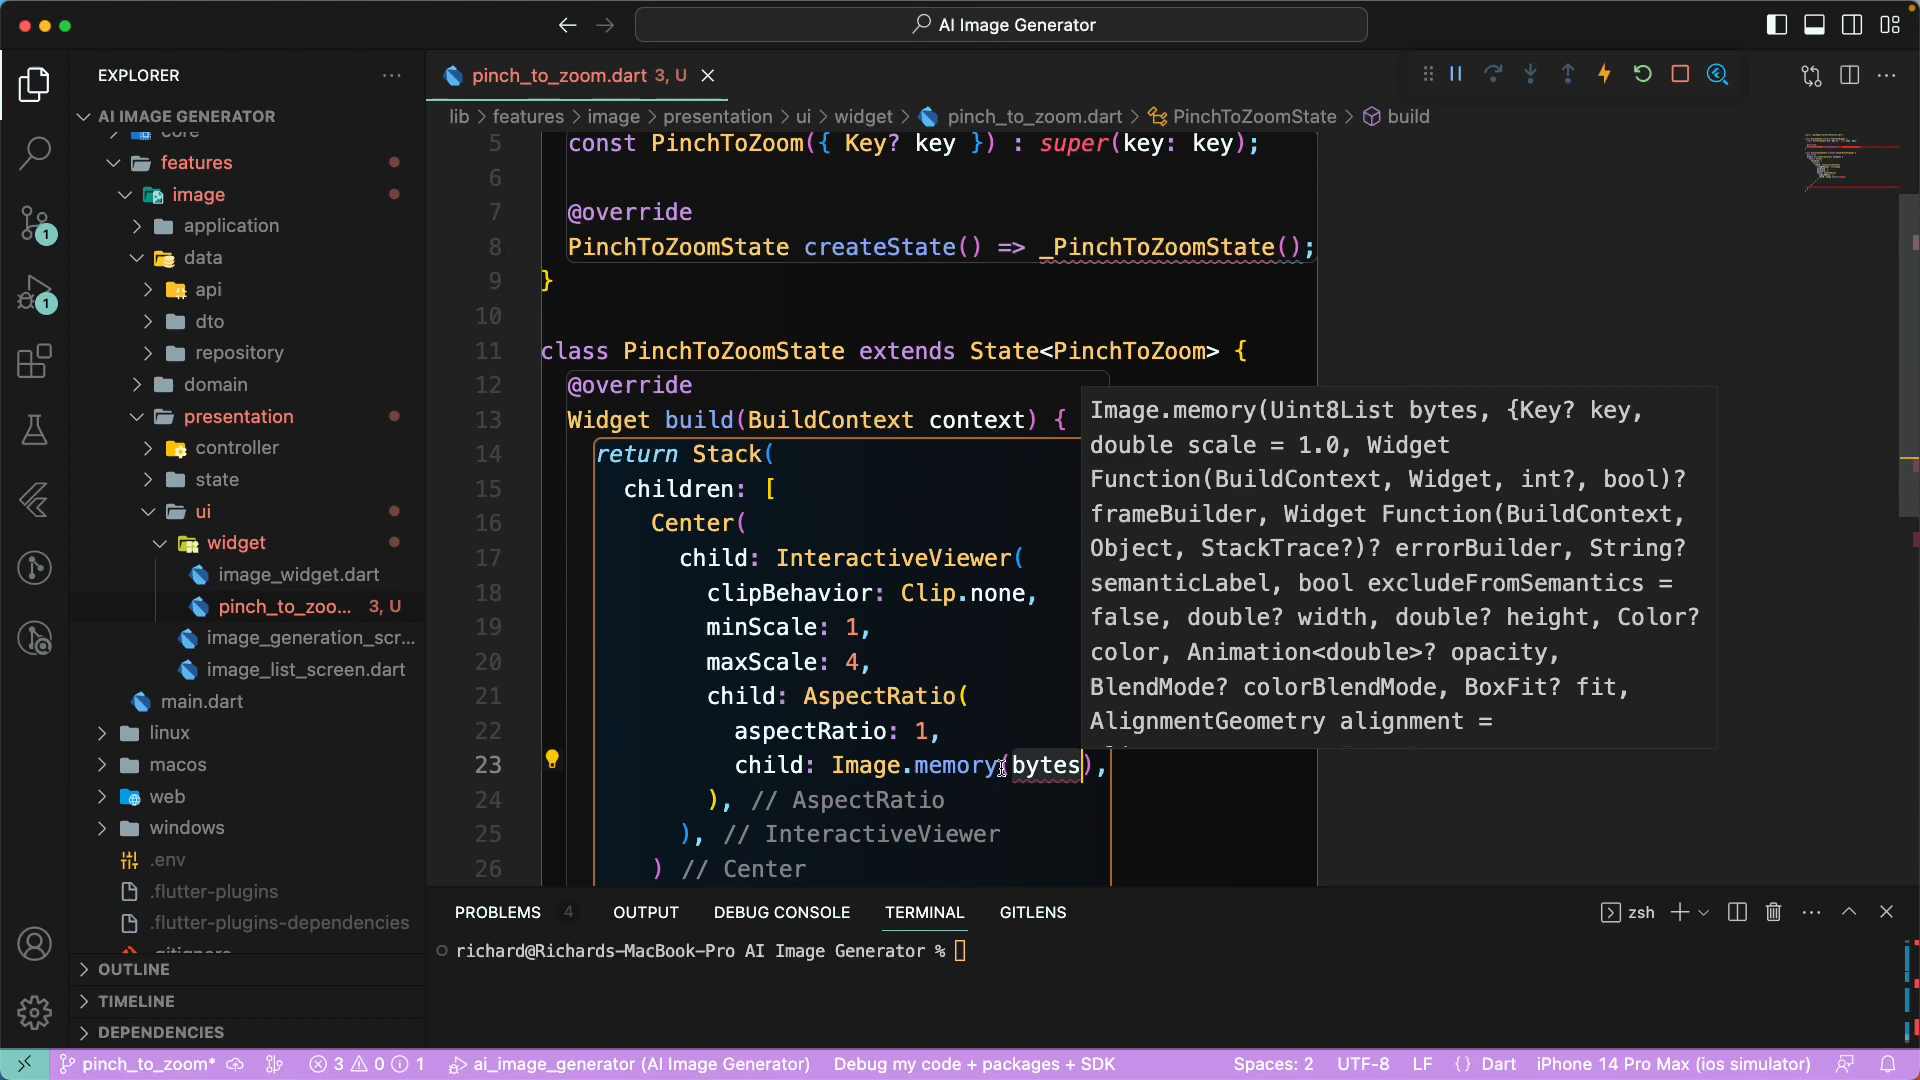 AI Image Generator
EXPLORER
AI IMAGE GENERATOR
core
features
image
application
data
api
dto
repository
domain
presentation
controller
state
ui
widget
image_widget.dart
pinch_to_zoo... 3, U
image_generation_scr...
image_list_screen.dart
main.dart
linux
macos
web
windows
.env
.flutter-plugins
.flutter-plugins-dependencies
.gitignore
OUTLINE
TIMELINE
DEPENDENCIES
1
1
pinch_to_zoom.dart 3, U
lib > features > image > presentation > ui > widget > pinch_to_zoom.dart > PinchToZoomState > build
5 const PinchToZoom({ Key? key }) : super(key: key);
6
7 @override
8 PinchToZoomState createState() => _PinchToZoomState();
9 }
10
11 class PinchToZoomState extends State<PinchToZoom> {
12 @override
13 Widget build(BuildContext context) {
14 return Stack(
15 children: [
16 Center(
17 child: InteractiveViewer(
18 clipBehavior: Clip.none,
19 minScale: 1,
20 maxScale: 4,
21 child: AspectRatio(
22 aspectRatio: 1,
23 child: Image.memory(bytes),
24 ), // AspectRatio
25 ), // InteractiveViewer
26 ) // Center
Image.memory(Uint8List bytes, {Key? key,
double scale = 1.0, Widget
Function(BuildContext, Widget, int?, bool)?
frameBuilder, Widget Function(BuildContext,
Object, StackTrace?)? errorBuilder, String?
semanticLabel, bool excludeFromSemantics =
false, double? width, double? height, Color?
color, Animation<double>? opacity,
BlendMode? colorBlendMode, BoxFit? fit,
AlignmentGeometry alignment =
PROBLEMS 4 OUTPUT DEBUG CONSOLE TERMINAL GITLENS
zsh
richard@Richards-MacBook-Pro AI Image Generator %
pinch_to_zoom* 3 0 1 ai_image_generator (AI Image Generator) Debug my code + packages + SDK Spaces: 2 UTF-8 LF {} Dart iPhone 14 Pro Max (ios simulator)